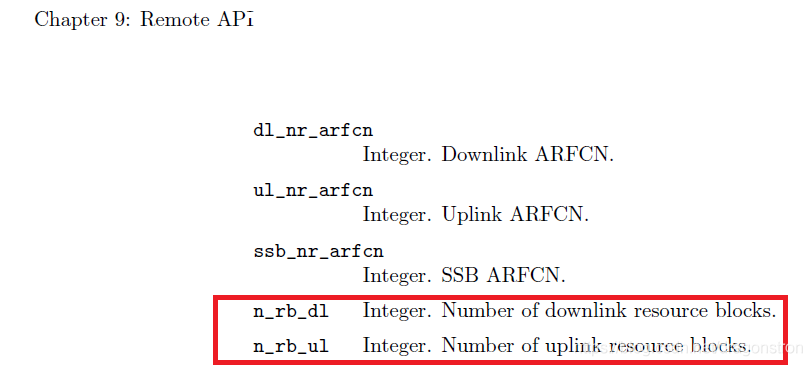 Chapter 9: Remote API
dl_nr_arfcn
Integer. Downlink ARFCN.
ul_nr_arfcn
Integer. Uplink ARFCN.
ssb_nr_arfcn
Integer. SSB ARFCN.
n_rb_dl Integer. Number of downlink resource blocks.
n_rb_ul Integer. Number of uplink resource blocks.